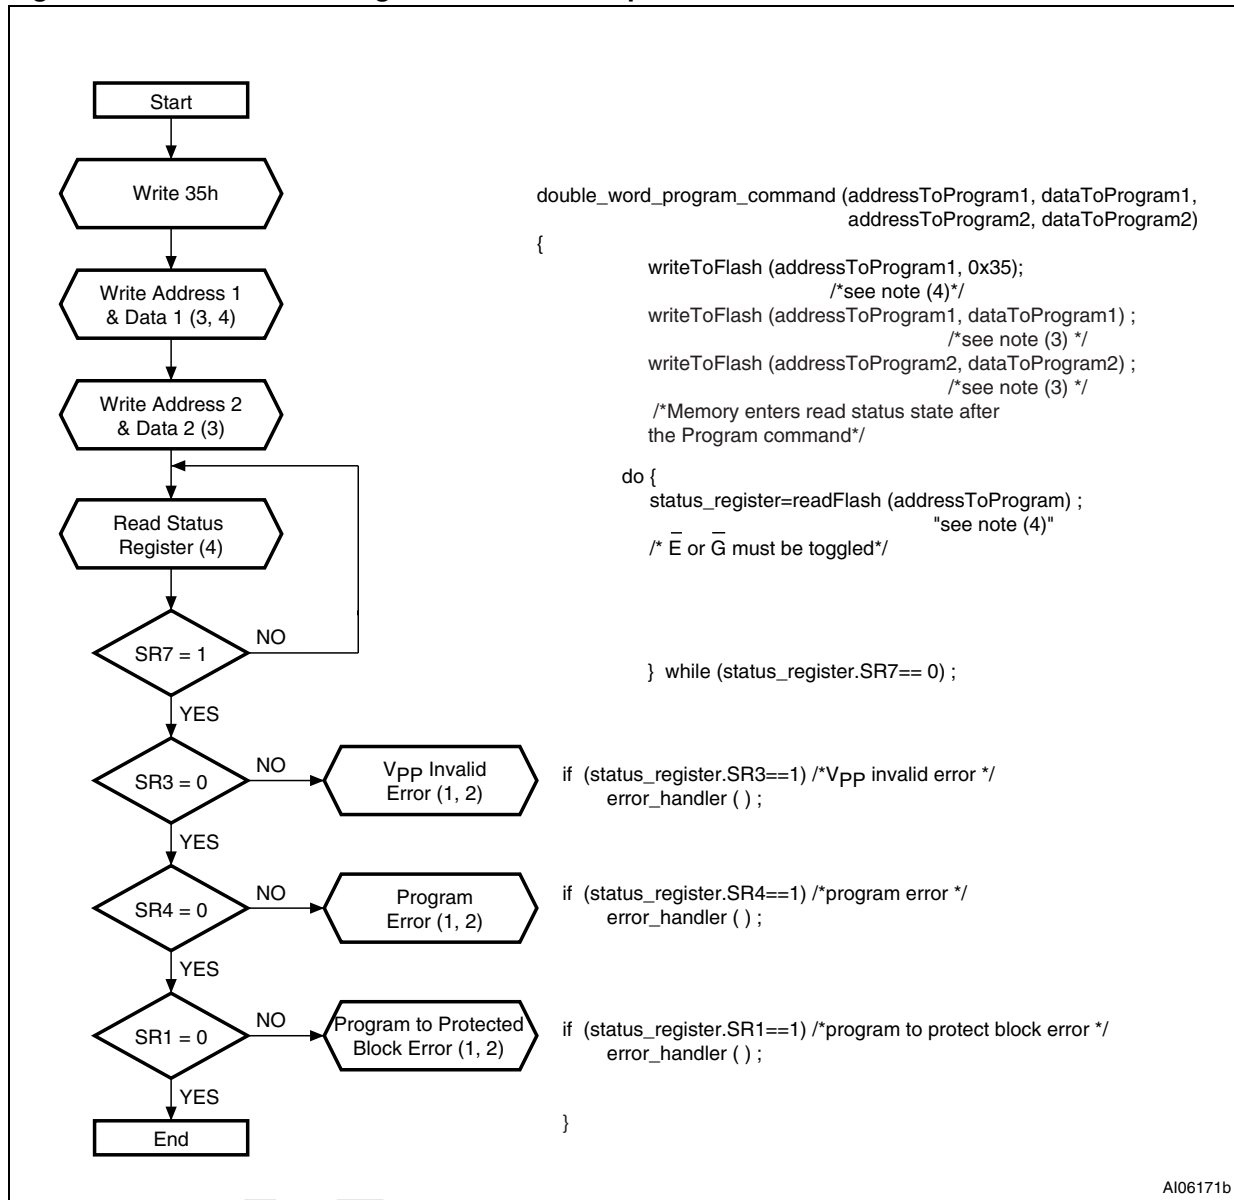 Start
Write 35h
Write Address 1
& Data 1 (3, 4)
Write Address 2
& Data 2 (3)
Read Status
Register (4)
SR7 = 1
NO
YES
SR3 = 0
NO
VPP Invalid
Error (1, 2)
YES
SR4 = 0
NO
Program
Error (1, 2)
YES
SR1 = 0
NO
Program to Protected
Block Error (1, 2)
YES
End
double_word_program_command (addressToProgram1, dataToProgram1,
addressToProgram2, dataToProgram2)
{
writeToFlash (addressToProgram1, 0x35);
/*see note (4)*/
writeToFlash (addressToProgram1, dataToProgram1) ;
/*see note (3) */
writeToFlash (addressToProgram2, dataToProgram2) ;
/*see note (3) */
/*Memory enters read status state after
the Program command*/
do {
status_register=readFlash (addressToProgram) ;
"see note (4)"
/* E̅ or G̅ must be toggled*/
} while (status_register.SR7== 0) ;
if (status_register.SR3==1) /*VPP invalid error */
error_handler ( ) ;
if (status_register.SR4==1) /*program error */
error_handler ( ) ;
if (status_register.SR1==1) /*program to protect block error */
error_handler ( ) ;
}
AI06171b